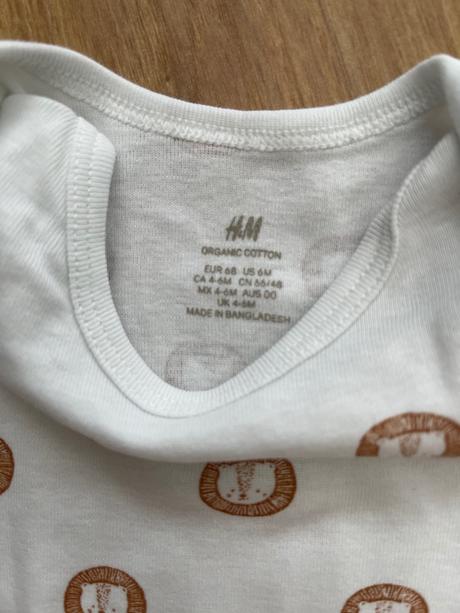 H&M
ORGANIC COTTON
EUR 68 US 6M
CA 4-6M CN 66/48
MX 4-6M AUS 00
UK 4-6M
MADE IN BANGLADESH